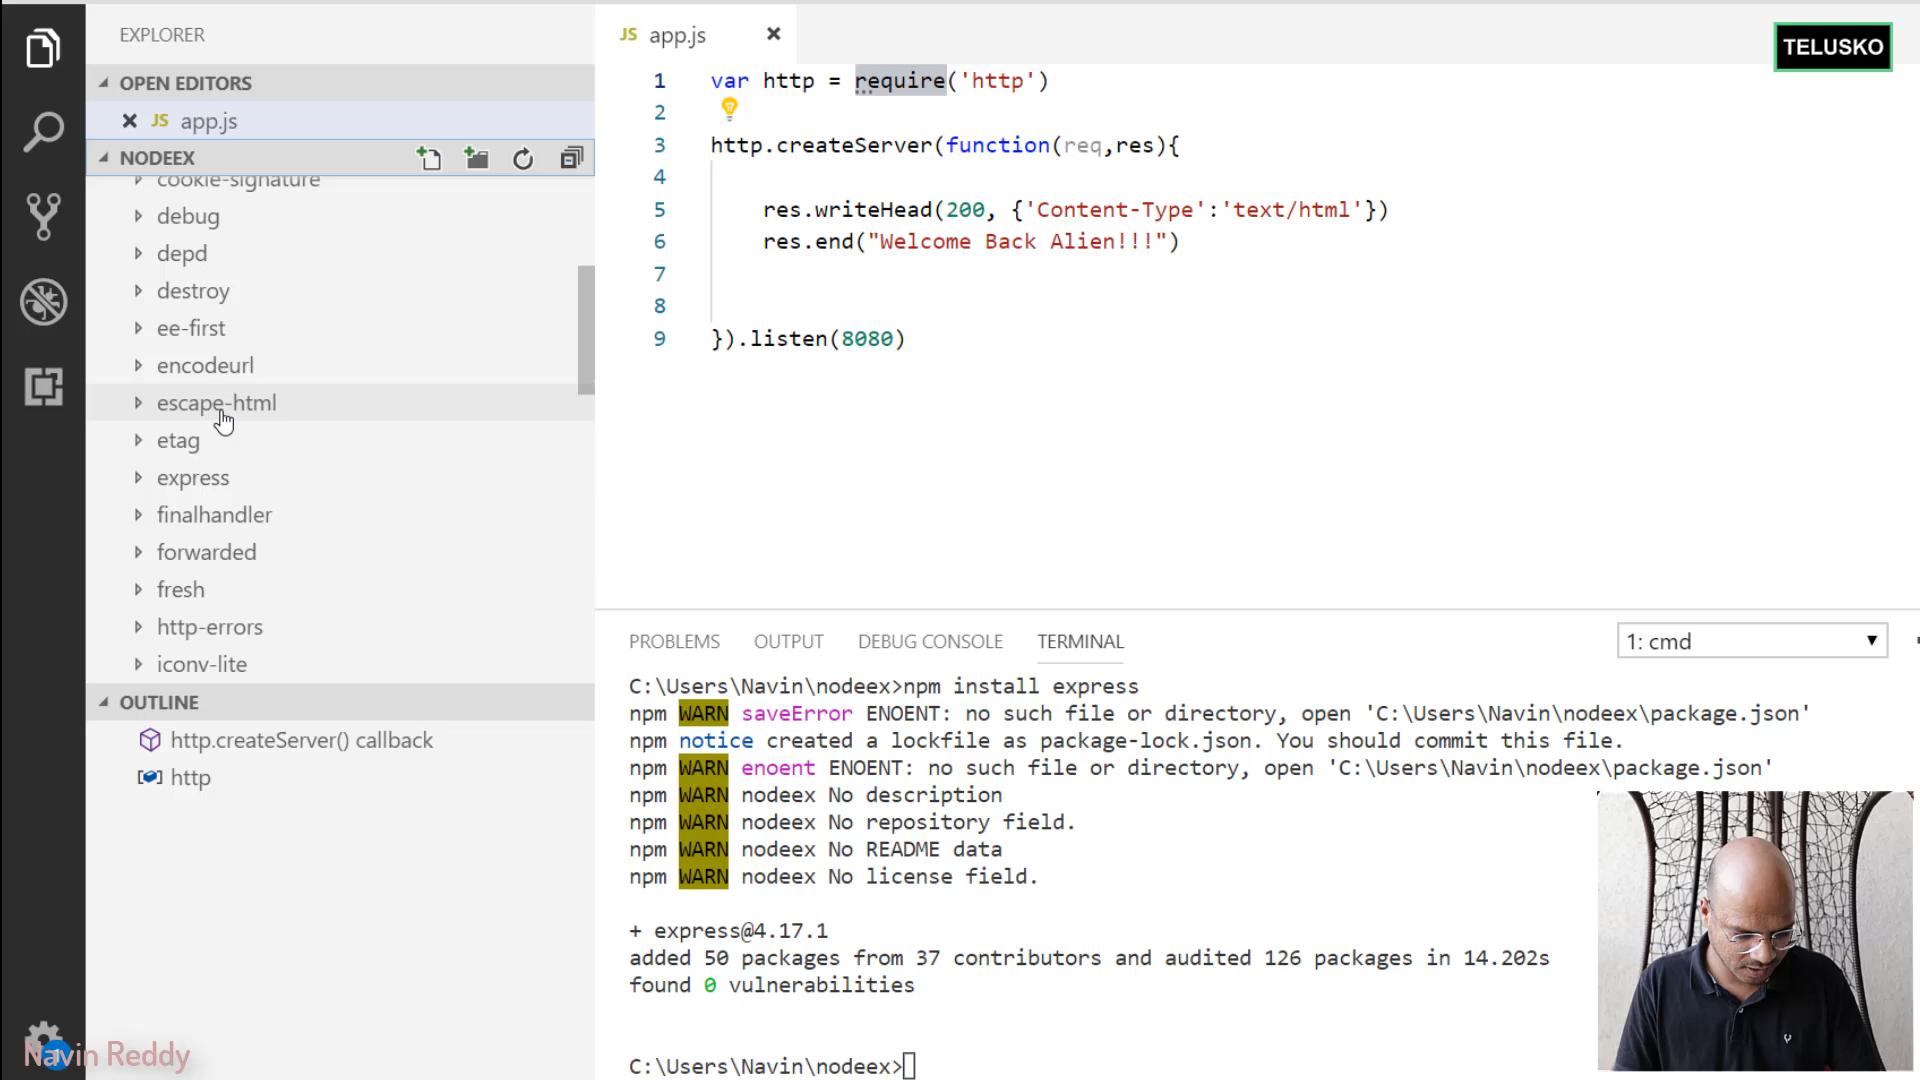 EXPLORER
OPEN EDITORS
JS app.js
NODEEX
cookie-signature
debug
depd
destroy
ee-first
encodeurl
escape-html
etag
express
finalhandler
forwarded
fresh
http-errors
iconv-lite
OUTLINE
http.createServer() callback
http
Navin Reddy
JS app.js
TELUSKO
1 var http = require('http')
2
3 http.createServer(function(req,res){
4
5 res.writeHead(200, {'Content-Type':'text/html'})
6 res.end("Welcome Back Alien!!!")
7
8
9 }).listen(8080)
PROBLEMS OUTPUT DEBUG CONSOLE TERMINAL 1: cmd
C:\Users\Navin\nodeex>npm install express
npm WARN saveError ENOENT: no such file or directory, open 'C:\Users\Navin\nodeex\package.json'
npm notice created a lockfile as package-lock.json. You should commit this file.
npm WARN enoent ENOENT: no such file or directory, open 'C:\Users\Navin\nodeex\package.json'
npm WARN nodeex No description
npm WARN nodeex No repository field.
npm WARN nodeex No README data
npm WARN nodeex No license field.
+ express@4.17.1
added 50 packages from 37 contributors and audited 126 packages in 14.202s
found 0 vulnerabilities
C:\Users\Navin\nodeex>